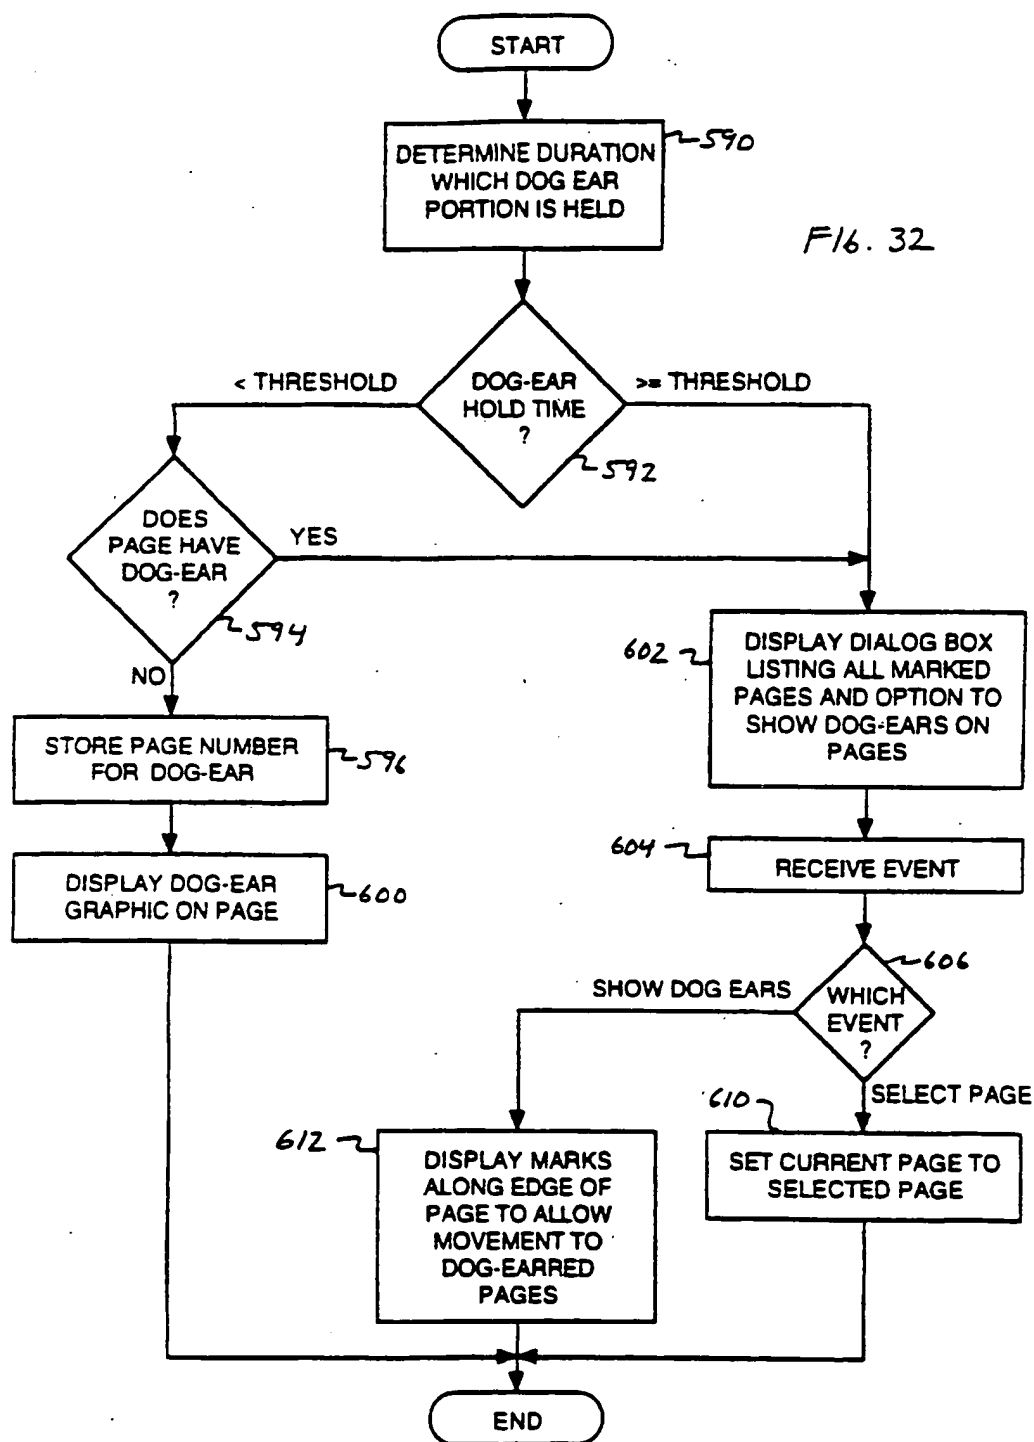 START
DETERMINE DURATION
WHICH DOG EAR
PORTION IS HELD
590
FIG. 32
< THRESHOLD
DOG-EAR
HOLD TIME
?
>= THRESHOLD
592
DOES
PAGE HAVE
DOG-EAR
?
YES
594
NO
602
DISPLAY DIALOG BOX
LISTING ALL MARKED
PAGES AND OPTION TO
SHOW DOG-EARS ON
PAGES
STORE PAGE NUMBER
FOR DOG-EAR
596
604
RECEIVE EVENT
DISPLAY DOG-EAR
GRAPHIC ON PAGE
600
606
SHOW DOG EARS
WHICH
EVENT
?
SELECT PAGE
610
612
DISPLAY MARKS
ALONG EDGE OF
PAGE TO ALLOW
MOVEMENT TO
DOG-EARRED
PAGES
SET CURRENT PAGE TO
SELECTED PAGE
END